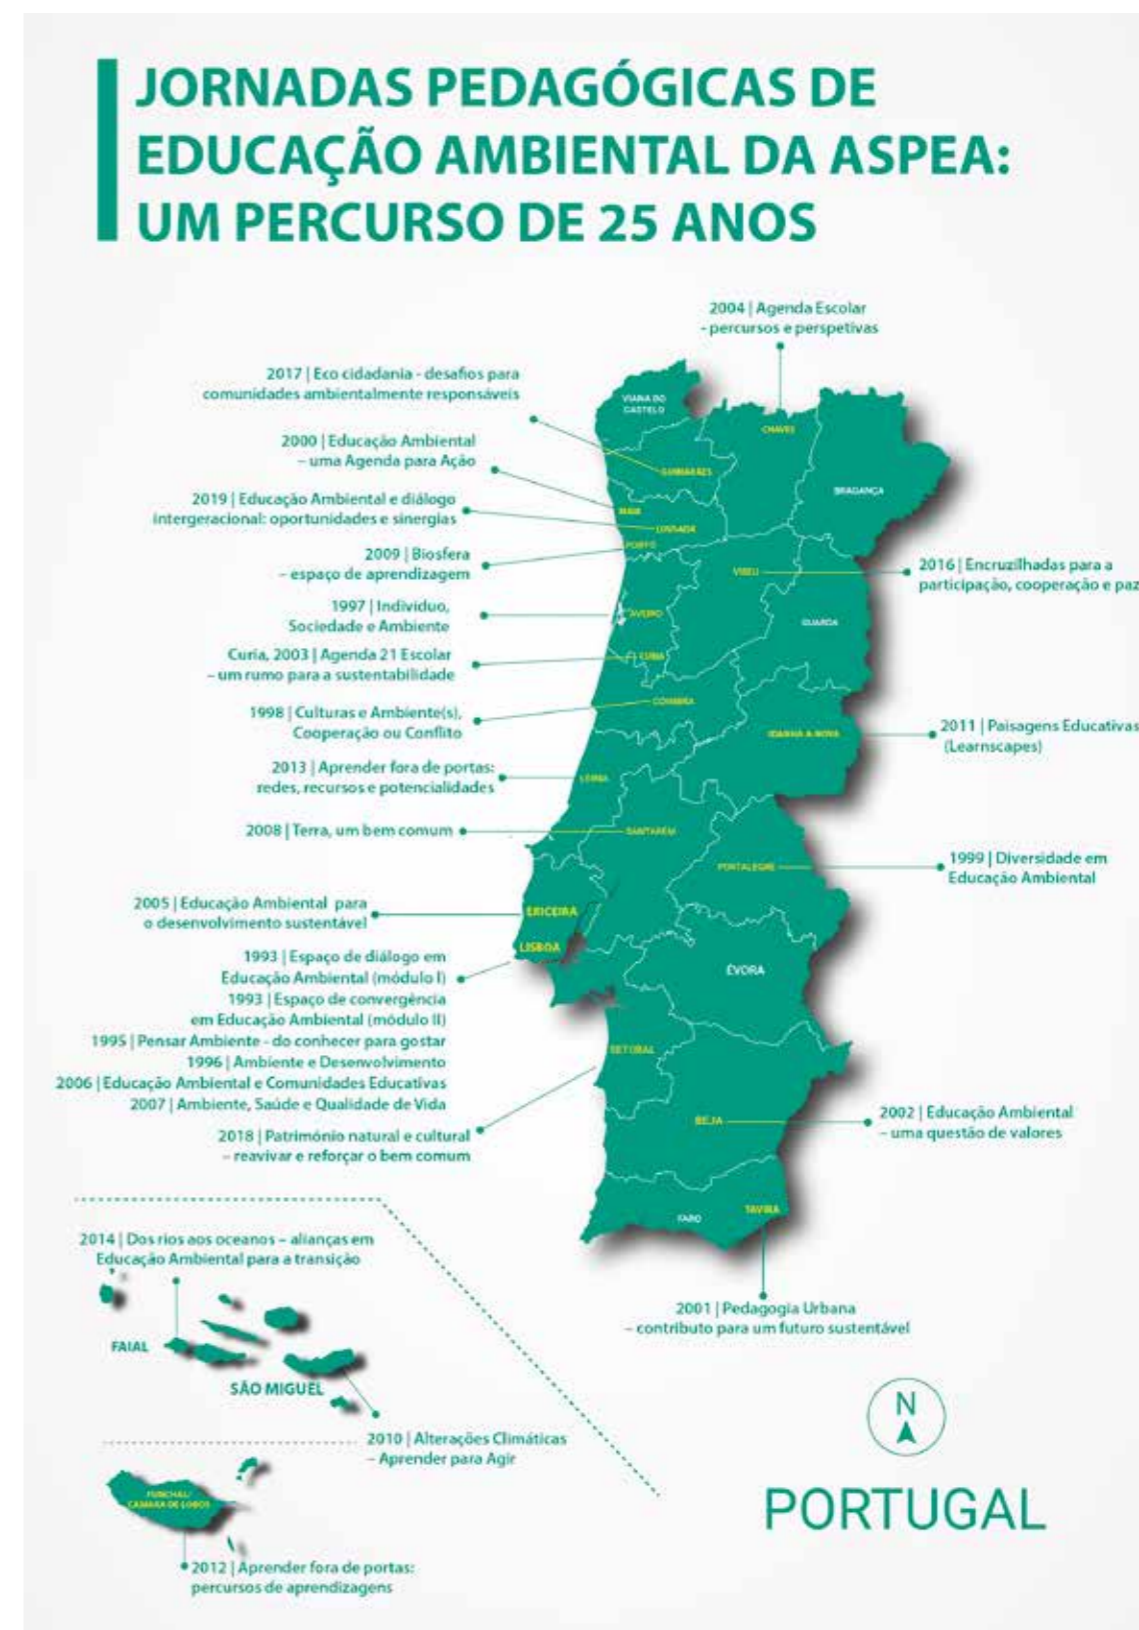 JORNADAS PEDAGÓGICAS DE
EDUCAÇÃO AMBIENTAL DA ASPEA:
UM PERCURSO DE 25 ANOS
2004 | Agenda Escolar
- percursos e perspetivas
2017 | Eco cidadania - desafios para
comunidades ambientalmente responsáveis
2000 | Educação Ambiental
– uma Agenda para Ação
2019 | Educação Ambiental e diálogo
intergeracional: oportunidades e sinergias
2009 | Biosfera
– espaço de aprendizagem
1997 | Indivíduo,
Sociedade e Ambiente
Curia, 2003 | Agenda 21 Escolar
– um rumo para a sustentabilidade
1998 | Culturas e Ambiente(s),
Cooperação ou Conflito
2013 | Aprender fora de portas:
redes, recursos e potencialidades
2008 | Terra, um bem comum
2005 | Educação Ambiental para
o desenvolvimento sustentável
1993 | Espaço de diálogo em
Educação Ambiental (módulo I)
1993 | Espaço de convergência
em Educação Ambiental (módulo II)
1995 | Pensar Ambiente - do conhecer para gostar
1996 | Ambiente e Desenvolvimento
2006 | Educação Ambiental e Comunidades Educativas
2007 | Ambiente, Saúde e Qualidade de Vida
2018 | Património natural e cultural
– reavivar e reforçar o bem comum
VIANA DO
CASTELO
CHAVES
GUIMARÃES
BRAGANÇA
MAIA
LOUSADA
PORTO
VISEU
AVEIRO
GUARDA
CURIA
COIMBRA
IDANHA-A-NOVA
LEIRIA
SANTARÉM
PORTALEGRE
ERICEIRA
LISBOA
ÉVORA
SETÚBAL
BEJA
FARO
TAVIRA
2016 | Encruzilhadas para a
participação, cooperação e paz
2011 | Paisagens Educativas
(Learnscapes)
1999 | Diversidade em
Educação Ambiental
2002 | Educação Ambiental
– uma questão de valores
2001 | Pedagogia Urbana
– contributo para um futuro sustentável
2014 | Dos rios aos oceanos – alianças em
Educação Ambiental para a transição
FAIAL
SÃO MIGUEL
2010 | Alterações Climáticas
– Aprender para Agir
FUNCHAL/
CÂMARA DE LOBOS
2012 | Aprender fora de portas:
percursos de aprendizagens
N
PORTUGAL